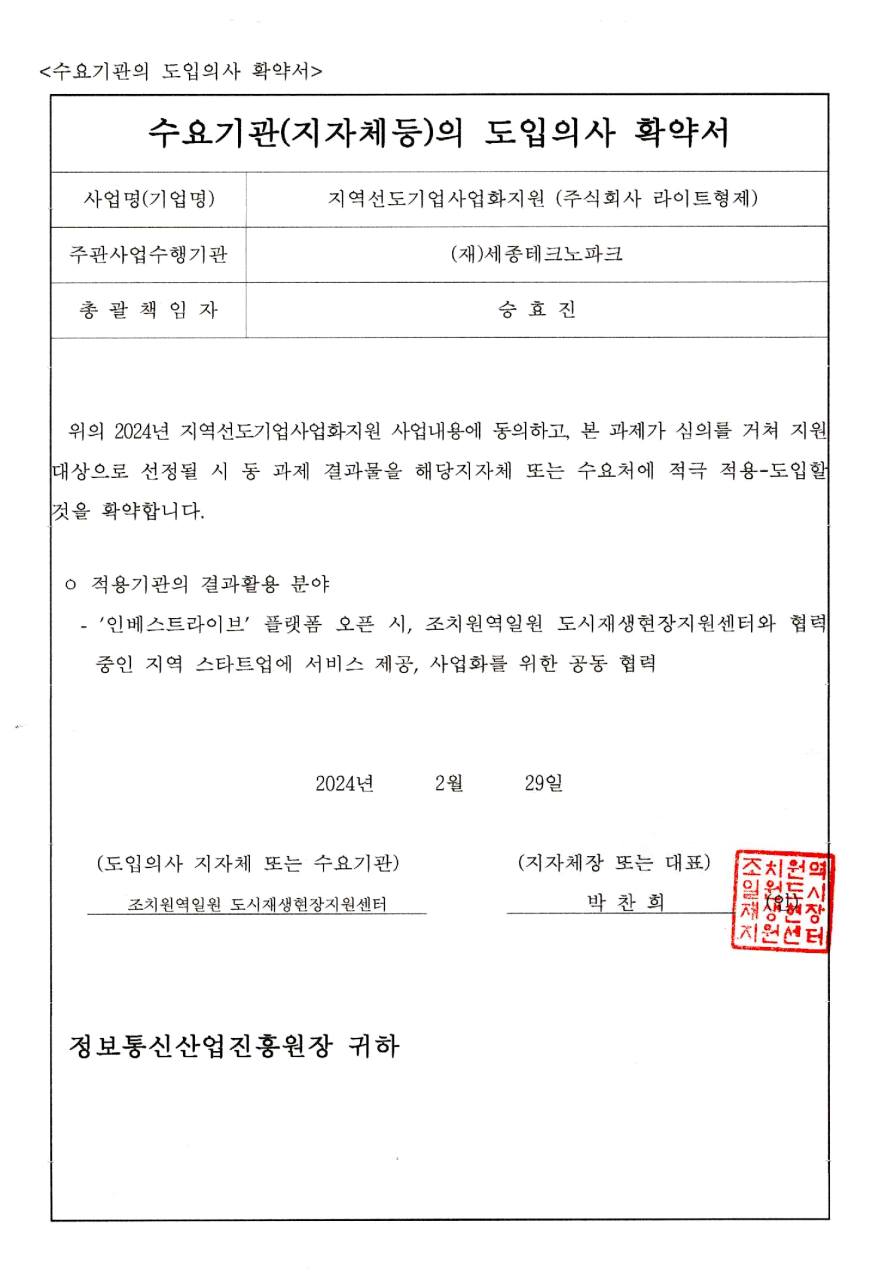 <수요기관의 도입의사 확약서>
수요기관(지자체등)의 도입의사 확약서
사업명(기업명) 지역선도기업사업화지원 (주식회사 라이트형제)
주관사업수행기관 (재)세종테크노파크
총 괄 책 임 자 승 효 진
위의 2024년 지역선도기업사업화지원 사업내용에 동의하고, 본 과제가 심의를 거쳐 지원
대상으로 선정될 시 동 과제 결과물을 해당지자체 또는 수요처에 적극 적용-도입할
것을 확약합니다.
ㅇ 적용기관의 결과활용 분야
- '인베스트라이브' 플랫폼 오픈 시, 조치원역일원 도시재생현장지원센터와 협력
중인 지역 스타트업에 서비스 제공, 사업화를 위한 공동 협력
2024년 2월 29일
(도입의사 지자체 또는 수요기관) (지자체장 또는 대표)
조치원역일원 도시재생현장지원센터 박 찬 희 (인)
조치원역
일원도시
재생현장
지원센터
정보통신산업진흥원장 귀하